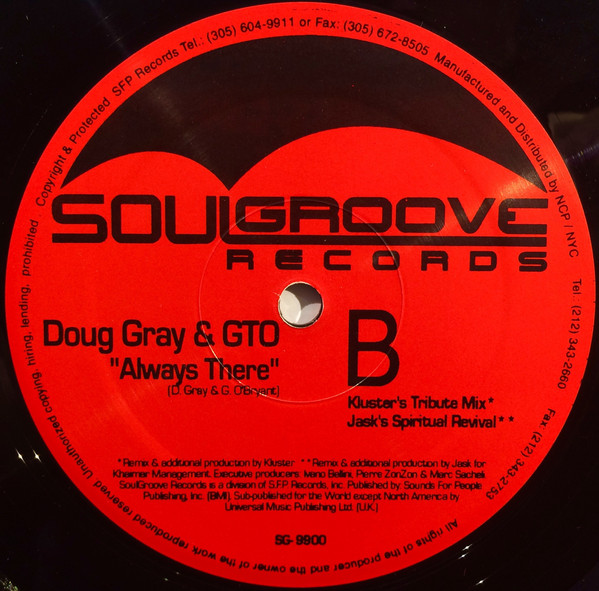 Copyright & Protected SFP Records Tel.: (305) 604-9911 or Fax: (305) 672-8505 Manufactured and Distributed by NCP / NYC Tel: (212) 343-2660 Fax: (212) 343-2753
SOULGROOVE
RECORDS
Doug Gray & GTO
"Always There"
(D. Gray & G. O'Bryant)
B
Kluster's Tribute Mix*
Jask's Spiritual Revival**
*Remix & additional production by Kluster **Remix & additional production by Jask for
Khaimar Management. Executive producers: Ivano Bellini, Pierre ZonZon & Marc Sacheli.
SoulGroove Records is a division of S.F.P. Records, Inc. Published by, Sounds For People
Publishing, Inc. (BMI), Sub-published for the World except North America by
Universal Music Publishing Ltd. (U.K.)
SG-9900
All rights of the producer and the owner of the work reproduced reserved. Unauthorized copying, hiring, lending, prohibited